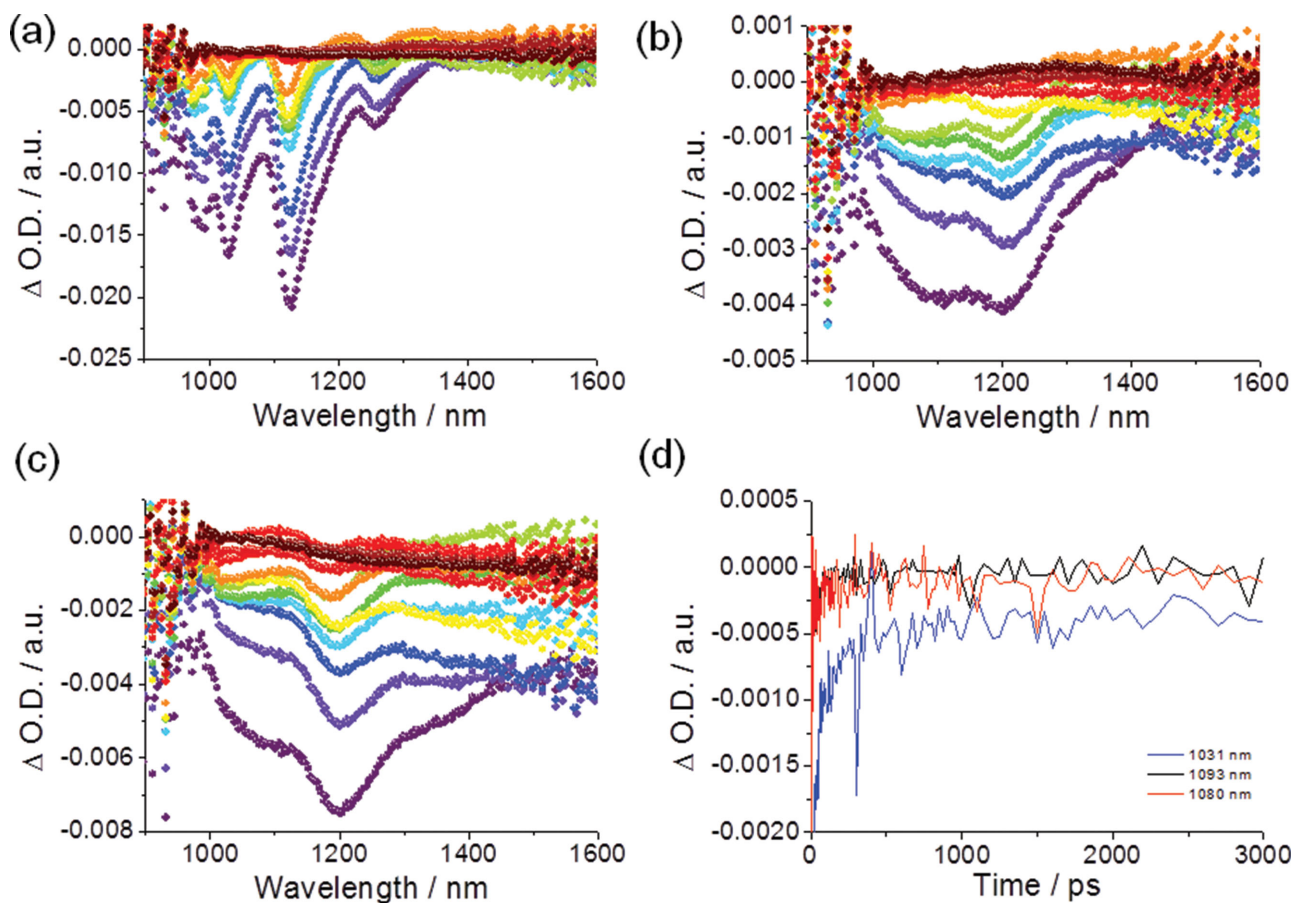 (a)
0.000
-0.005
-0.010
-0.015
-0.020
-0.025
Δ O.D. / a.u.
1000 1200 1400 1600
Wavelength / nm
(b)
0.001
0.000
-0.001
-0.002
-0.003
-0.004
-0.005
Δ O.D. / a.u.
1000 1200 1400 1600
Wavelength / nm
(c)
0.000
-0.002
-0.004
-0.006
-0.008
Δ O.D. / a.u.
1000 1200 1400 1600
Wavelength / nm
(d)
0.0005
0.0000
-0.0005
-0.0010
-0.0015
-0.0020
Δ O.D. / a.u.
1031 nm
1093 nm
1080 nm
0 1000 2000 3000
Time / ps